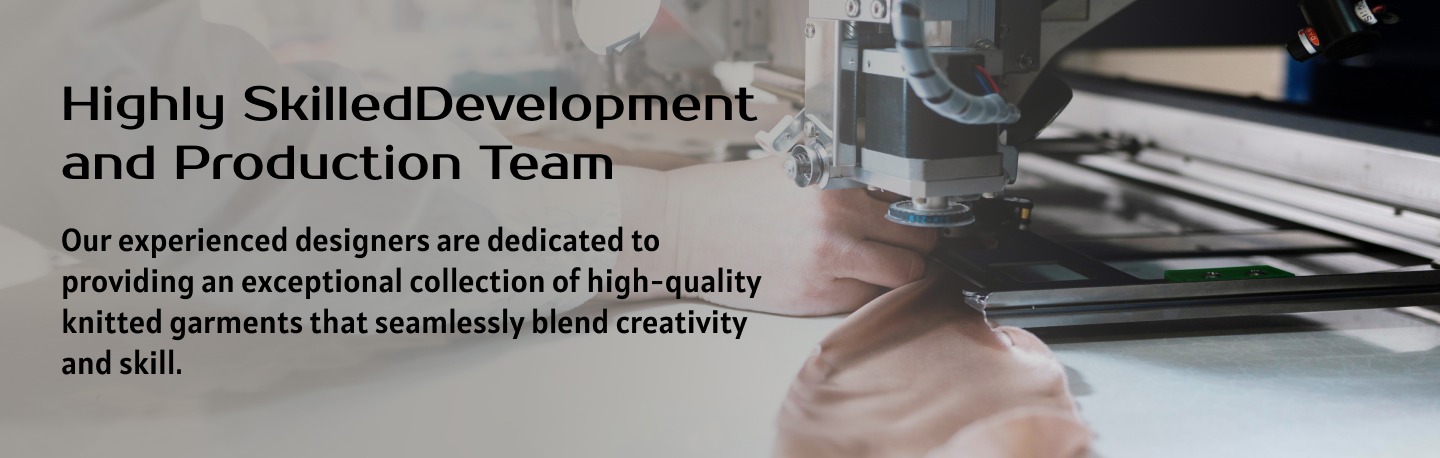 Highly SkilledDevelopment
and Production Team
Our experienced designers are dedicated to
providing an exceptional collection of high-quality
knitted garments that seamlessly blend creativity
and skill.